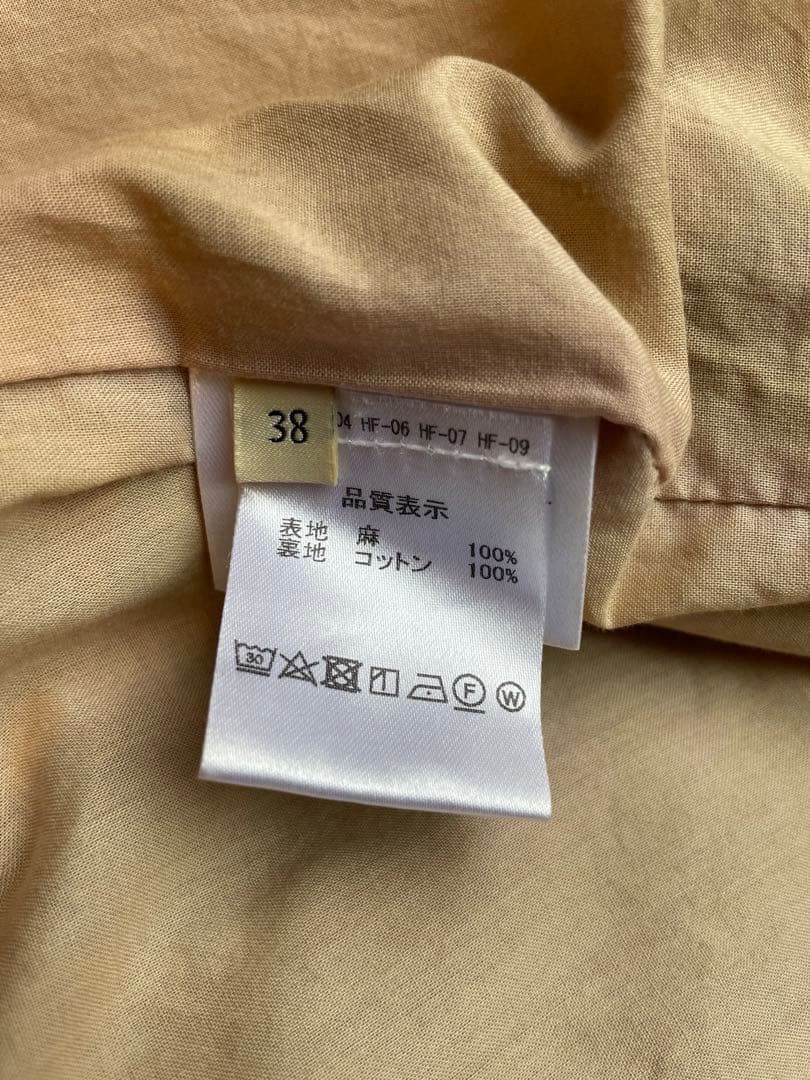 38
04 HF-06 HF-07 HF-09
品質表示
表地 麻 100%
裏地 コットン 100%
30 F W